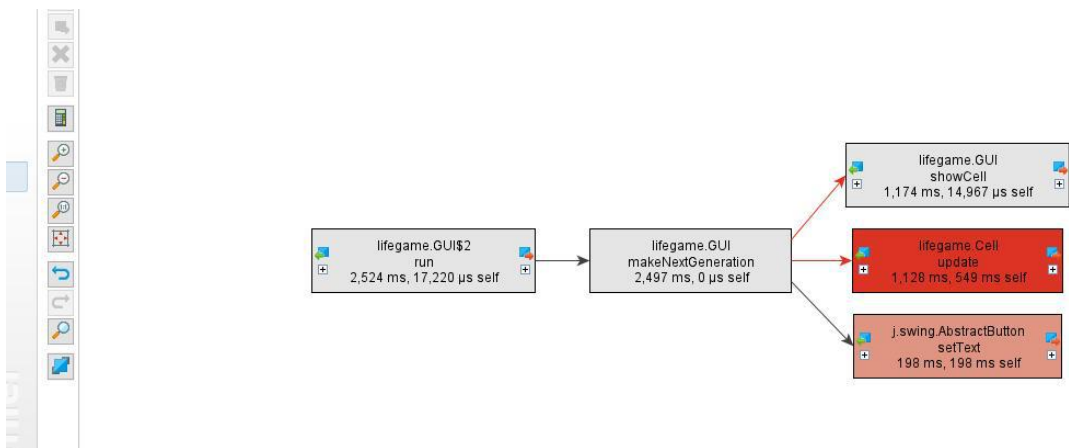 lifegame.GUI
showCell
1,174 ms, 14,967 µs self
lifegame.GUI$2
run
2,524 ms, 17,220 µs self
lifegame.GUI
makeNextGeneration
2,497 ms, 0 µs self
lifegame.Cell
update
1,128 ms, 549 ms self
j.swing.AbstractButton
setText
198 ms, 198 ms self